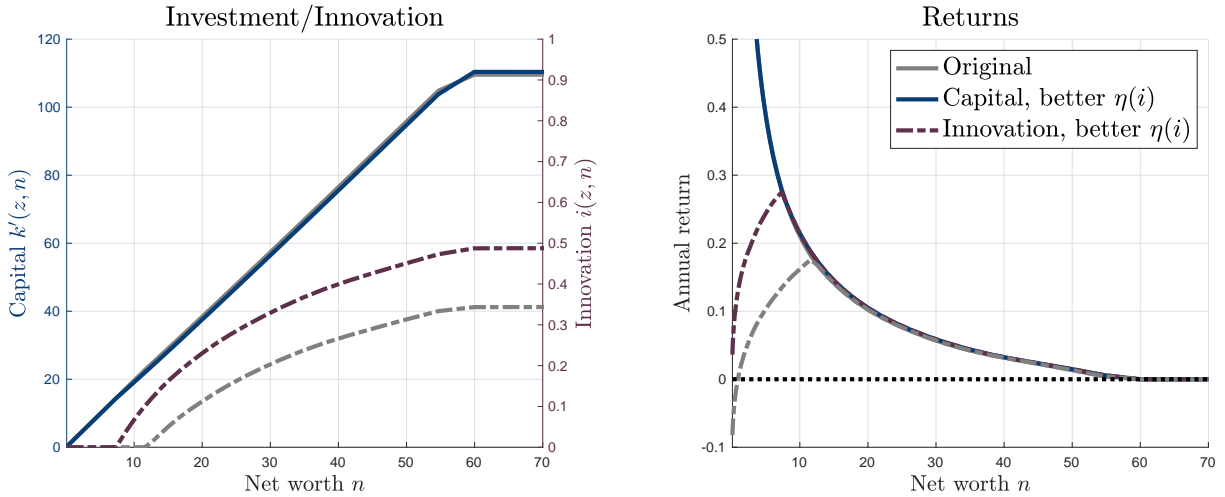 Investment/Innovation
120
100
80
60
40
20
0
Capital k′(z, n)
1
0.9
0.8
0.7
0.6
0.5
0.4
0.3
0.2
0.1
0
Innovation i(z, n)
10 20 30 40 50 60 70
Net worth n
Returns
0.5
0.4
0.3
0.2
0.1
0
-0.1
Annual return
Original
Capital, better η(i)
Innovation, better η(i)
10 20 30 40 50 60 70
Net worth n